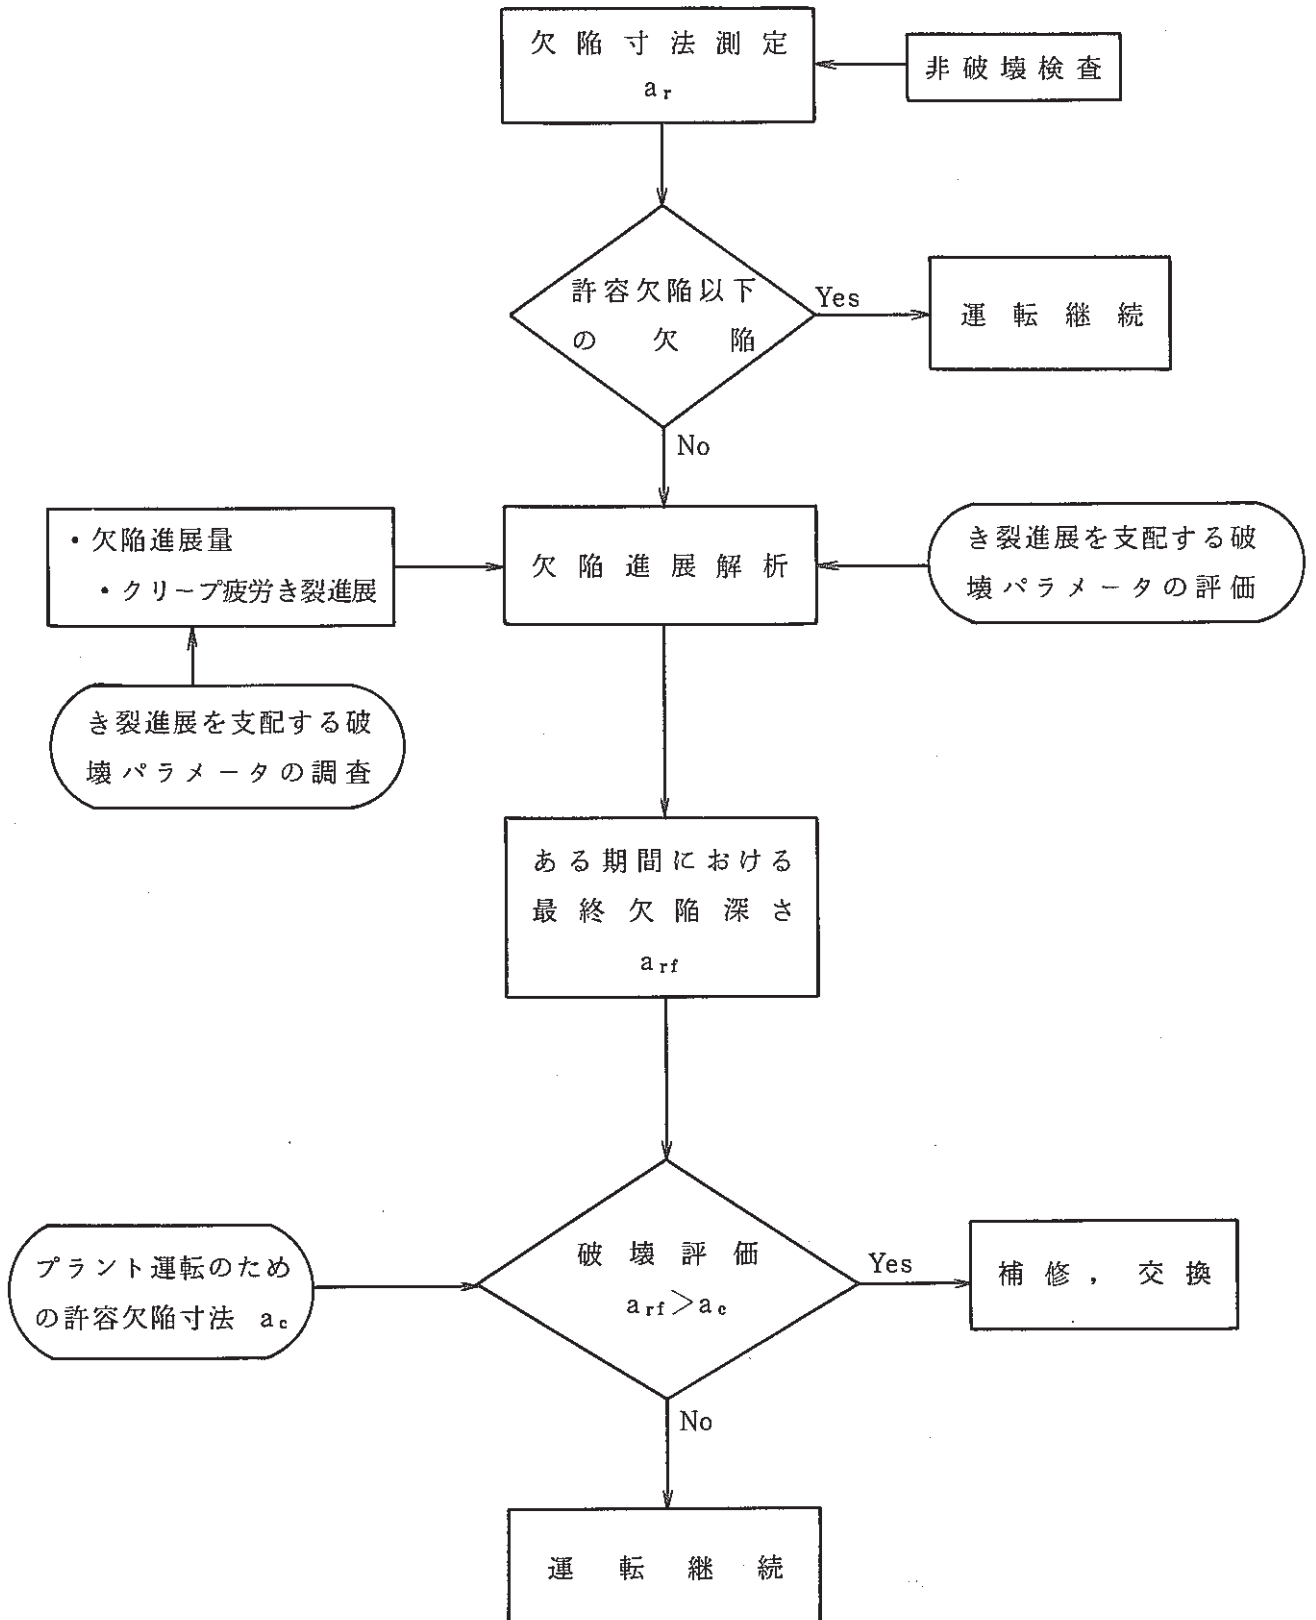 欠陥寸法測定
ar
非破壊検査
許容欠陥以下
の欠陥
Yes
運転継続
No
・欠陥進展量
・クリープ疲労き裂進展
欠陥進展解析
き裂進展を支配する破
壊パラメータの評価
き裂進展を支配する破
壊パラメータの調査
ある期間における
最終欠陥深さ
arf
プラント運転のため
の許容欠陥寸法 ac
破壊評価
arf>ac
Yes
補修，交換
No
運転継続